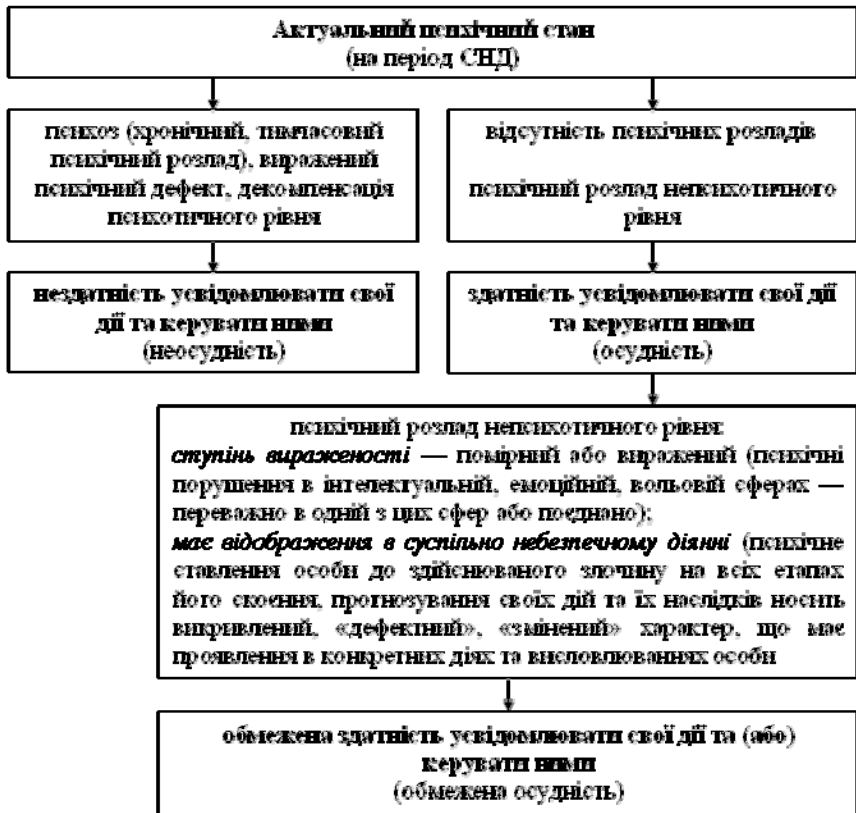 Актуальний психічний стан
(на період СНД)
психоз (хронічний, тимчасовий
психічний розлад), виражений
психічний дефект, декомпенсація
психотичного рівня
відсутність психічних розладів
психічний розлад непсихотичного
рівня
нездатність усвідомлювати свої
дії та керувати ними
(неосудність)
здатність усвідомлювати свої дії
та керувати ними
(осудність)
психічний розлад непсихотичного рівня:
ступінь вираженості — помірний або виражений (психічні
порушення в інтелектуальній, емоційній, вольовій сферах —
переважно в одній з цих сфер або поєднано);
має відображення в суспільно небезпечному діянні (психічне
ставлення особи до здійснюваного злочину на всіх етапах
його скоєння, прогнозування своїх дій та їх наслідків носить
викривлений, «дефектний», «змінений» характер, що має
проявлення в конкретних діях та висловлюваннях особи
обмежена здатність усвідомлювати свої дії та (або)
керувати ними
(обмежена осудність)